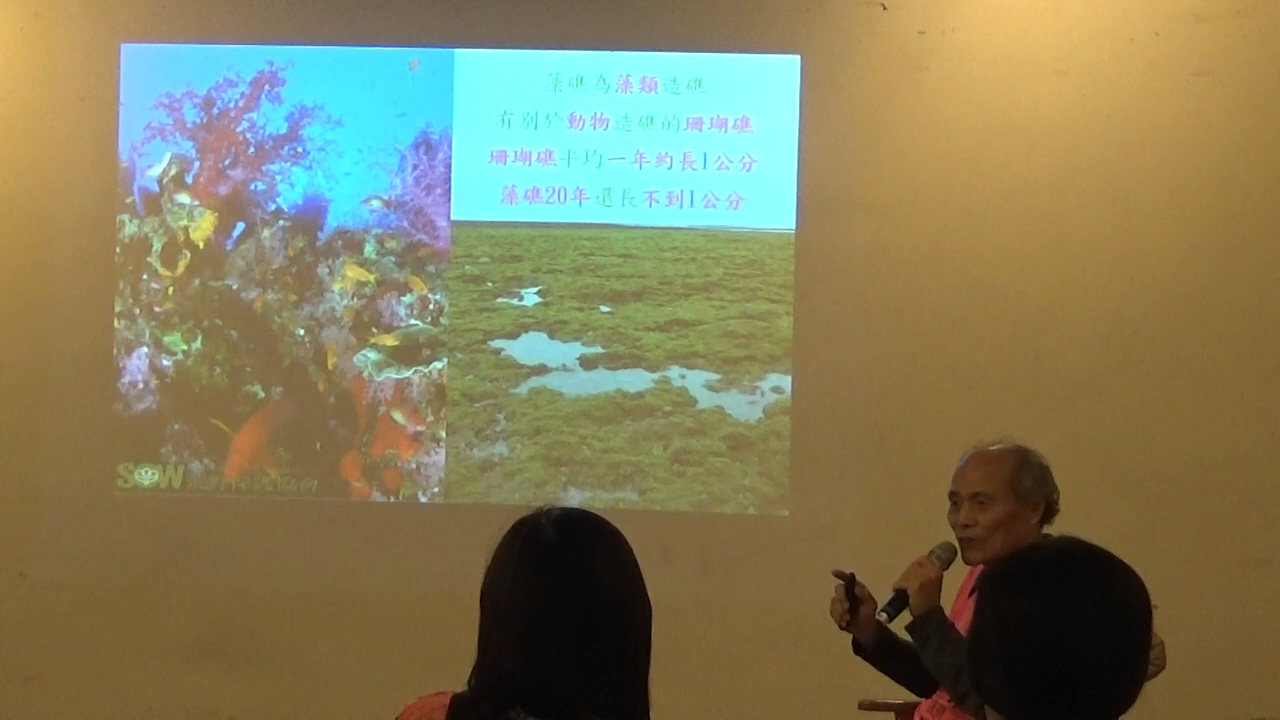 藻礁為藻類造礁
有別於動物造礁的珊瑚礁
珊瑚礁平均一年約長1公分
藻礁20年還長不到1公分
SOW